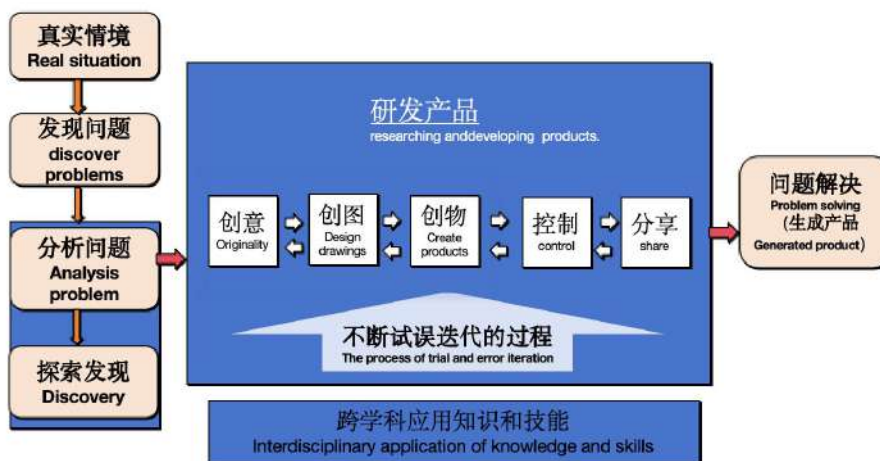 真实情境
Real situation
发现问题
discover
problems
分析问题
Analysis
problem
探索发现
Discovery
研发产品
researching anddeveloping products.
创意
Originality
创图
Design
drawings
创物
Create
products
控制
control
分享
share
不断试误迭代的过程
The process of trial and error iteration
跨学科应用知识和技能
Interdisciplinary application of knowledge and skills
问题解决
Problem solving
（生成产品
Generated product）